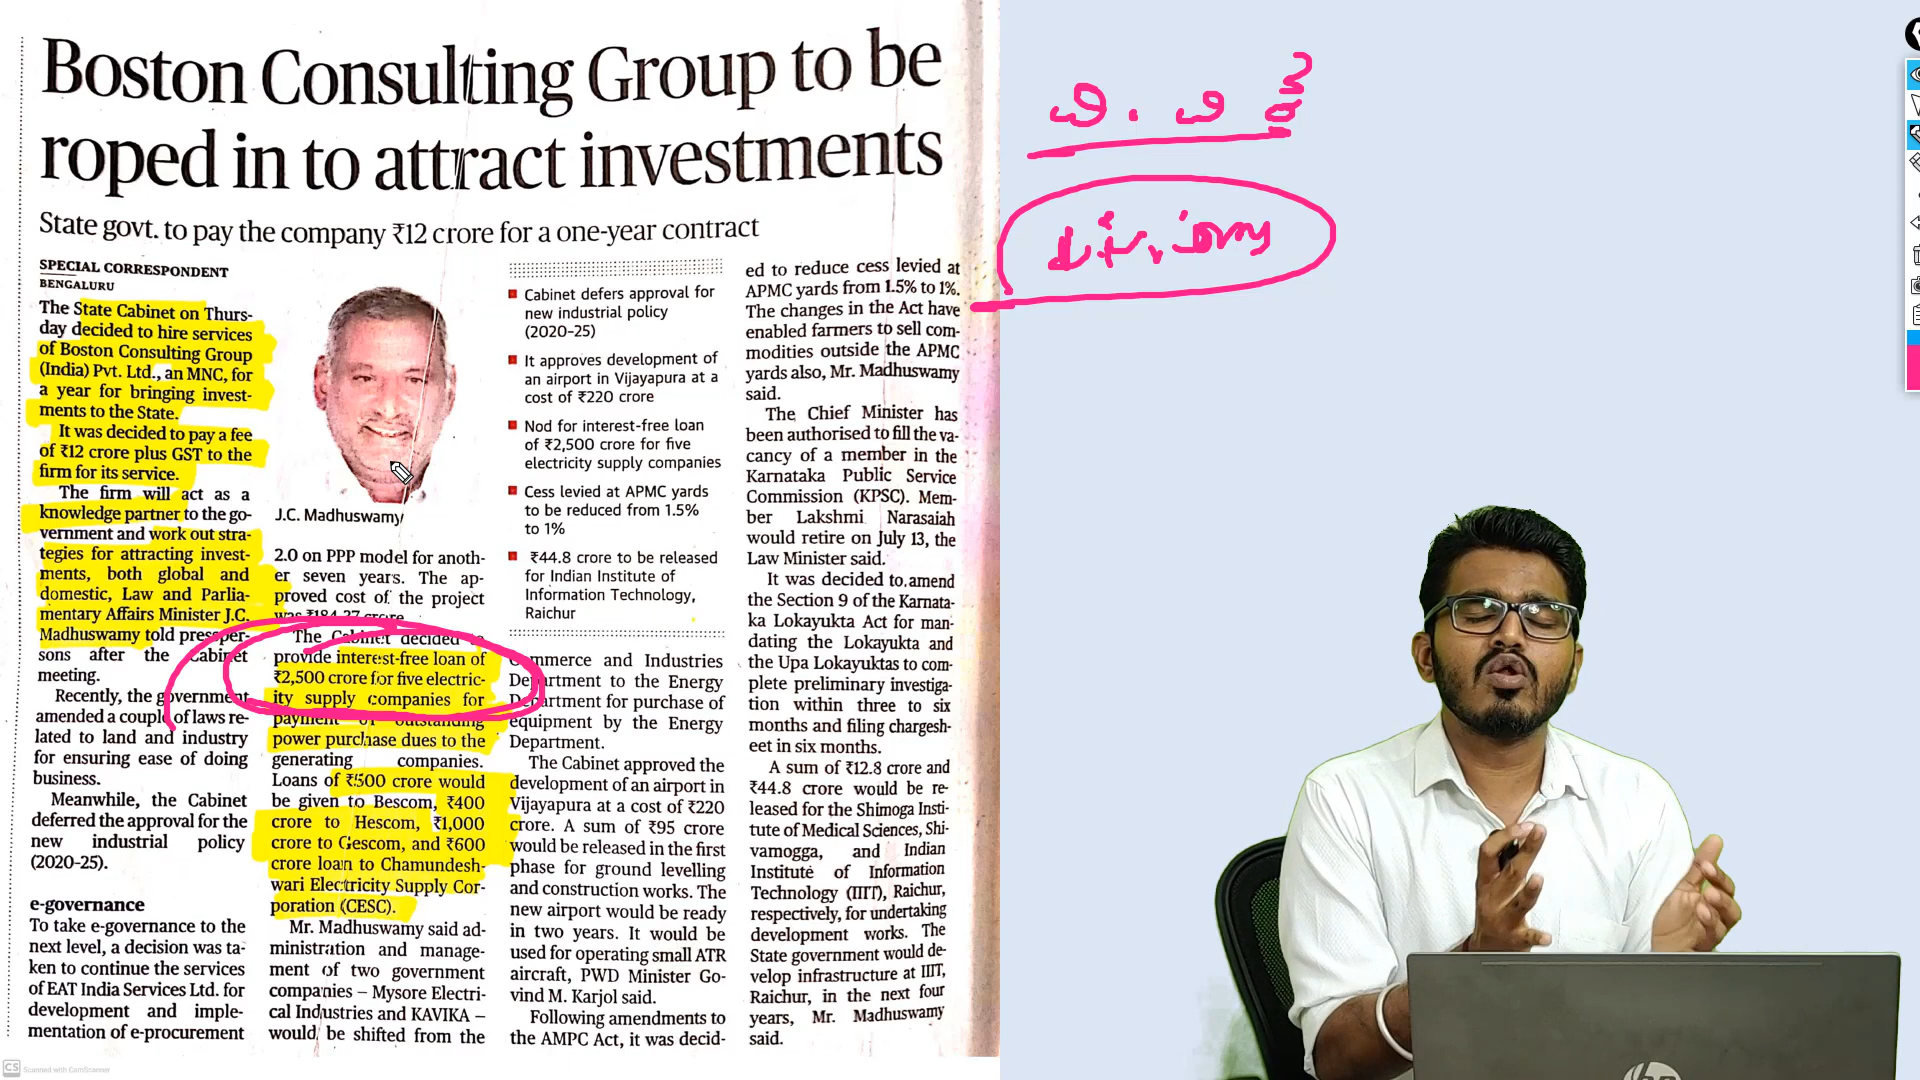 Boston Consulting Group to be
roped in to attract investments
State govt. to pay the company ₹12 crore for a one-year contract
SPECIAL CORRESPONDENT
BENGALURU
The State Cabinet on Thurs-
day decided to hire services
of Boston Consulting Group
(India) Pvt. Ltd., an MNC, for
a year for bringing invest-
ments to the State.
It was decided to pay a fee
of ₹12 crore plus GST to the
firm for its service.
The firm will act as a
knowledge partner to the go-
vernment and work out stra-
tegies for attracting invest-
ments, both global and
domestic, Law and Parlia-
mentary Affairs Minister J.C.
Madhuswamy told pressper-
sons after the Cabinet
meeting.
Recently, the government
amended a couple of laws re-
lated to land and industry
for ensuring ease of doing
business.
Meanwhile, the Cabinet
deferred the approval for the
new industrial policy
(2020-25).
e-governance
To take e-governance to the
next level, a decision was ta-
ken to continue the services
of EAT India Services Ltd. for
development and imple-
mentation of e-procurement
J.C. Madhuswamy
2.0 on PPP model for anoth-
er seven years. The ap-
proved cost of the project
was ₹184.37 crore.
The Cabinet decided to
provide interest-free loan of
₹2,500 crore for five electric-
ity supply companies for
payment of outstanding
power purchase dues to the
generating companies.
Loans of ₹500 crore would
be given to Bescom, ₹400
crore to Hescom, ₹1,000
crore to Gescom, and ₹600
crore loan to Chamundesh-
wari Electricity Supply Cor-
poration (CESC).
Mr. Madhuswamy said ad-
ministration and manage-
ment of two government
companies – Mysore Electri-
cal Industries and KAVIKA –
would be shifted from the
Cabinet defers approval for
new industrial policy
(2020-25)
It approves development of
an airport in Vijayapura at a
cost of ₹220 crore
Nod for interest-free loan
of ₹2,500 crore for five
electricity supply companies
Cess levied at APMC yards
to be reduced from 1.5%
to 1%
₹44.8 crore to be released
for Indian Institute of
Information Technology,
Raichur
Commerce and Industries
Department to the Energy
Department for purchase of
equipment by the Energy
Department.
The Cabinet approved the
development of an airport in
Vijayapura at a cost of ₹220
crore. A sum of ₹95 crore
would be released in the first
phase for ground levelling
and construction works. The
new airport would be ready
in two years. It would be
used for operating small ATR
aircraft, PWD Minister Go-
vind M. Karjol said.
Following amendments to
the AMPC Act, it was decid-
ed to reduce cess levied at
APMC yards from 1.5% to 1%.
The changes in the Act have
enabled farmers to sell com-
modities outside the APMC
yards also, Mr. Madhuswamy
said.
The Chief Minister has
been authorised to fill the va-
cancy of a member in the
Karnataka Public Service
Commission (KPSC). Mem-
ber Lakshmi Narasaiah
would retire on July 13, the
Law Minister said.
It was decided to amend
the Section 9 of the Karnata-
ka Lokayukta Act for man-
dating the Lokayukta and
the Upa Lokayuktas to com-
plete preliminary investiga-
tion within three to six
months and filing chargesh-
eet in six months.
A sum of ₹12.8 crore and
₹44.8 crore would be re-
leased for the Shimoga Insti-
tute of Medical Sciences, Shi-
vamogga, and Indian
Institute of Information
Technology (IIIT), Raichur,
respectively, for undertaking
development works. The
State government would de-
velop infrastructure at IIIT,
Raichur, in the next four
years, Mr. Madhuswamy
said.
CS Scanned with CamScanner